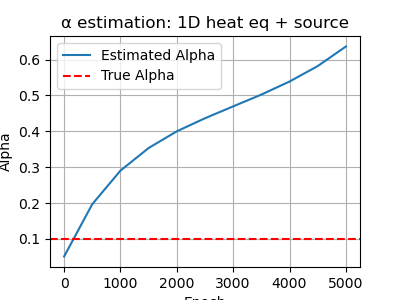 α estimation: 1D heat eq + source
Estimated Alpha
True Alpha
Alpha
0.6
0.5
0.4
0.3
0.2
0.1
0 1000 2000 3000 4000 5000
Epoch